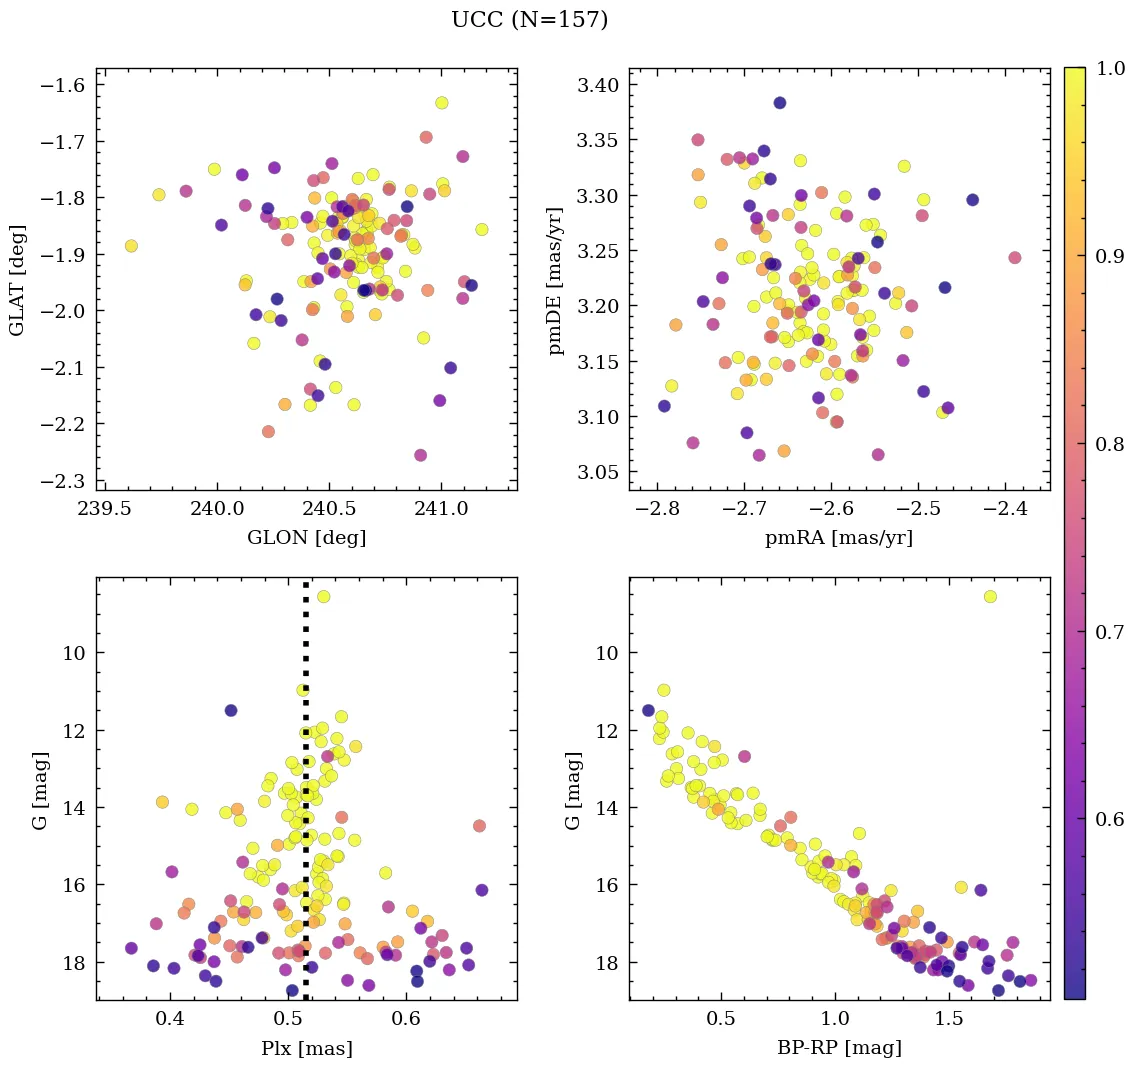 UCC (N=157)
−1.6
−1.7
−1.8
−1.9
−2.0
−2.1
−2.2
−2.3
GLAT [deg]
239.5 240.0 240.5 241.0
GLON [deg]
3.40
3.35
3.30
3.25
3.20
3.15
3.10
3.05
pmDE [mas/yr]
−2.8 −2.7 −2.6 −2.5 −2.4
pmRA [mas/yr]
10
12
14
16
18
G [mag]
0.4 0.5 0.6
Plx [mas]
10
12
14
16
18
G [mag]
0.5 1.0 1.5
BP-RP [mag]
1.0
0.9
0.8
0.7
0.6